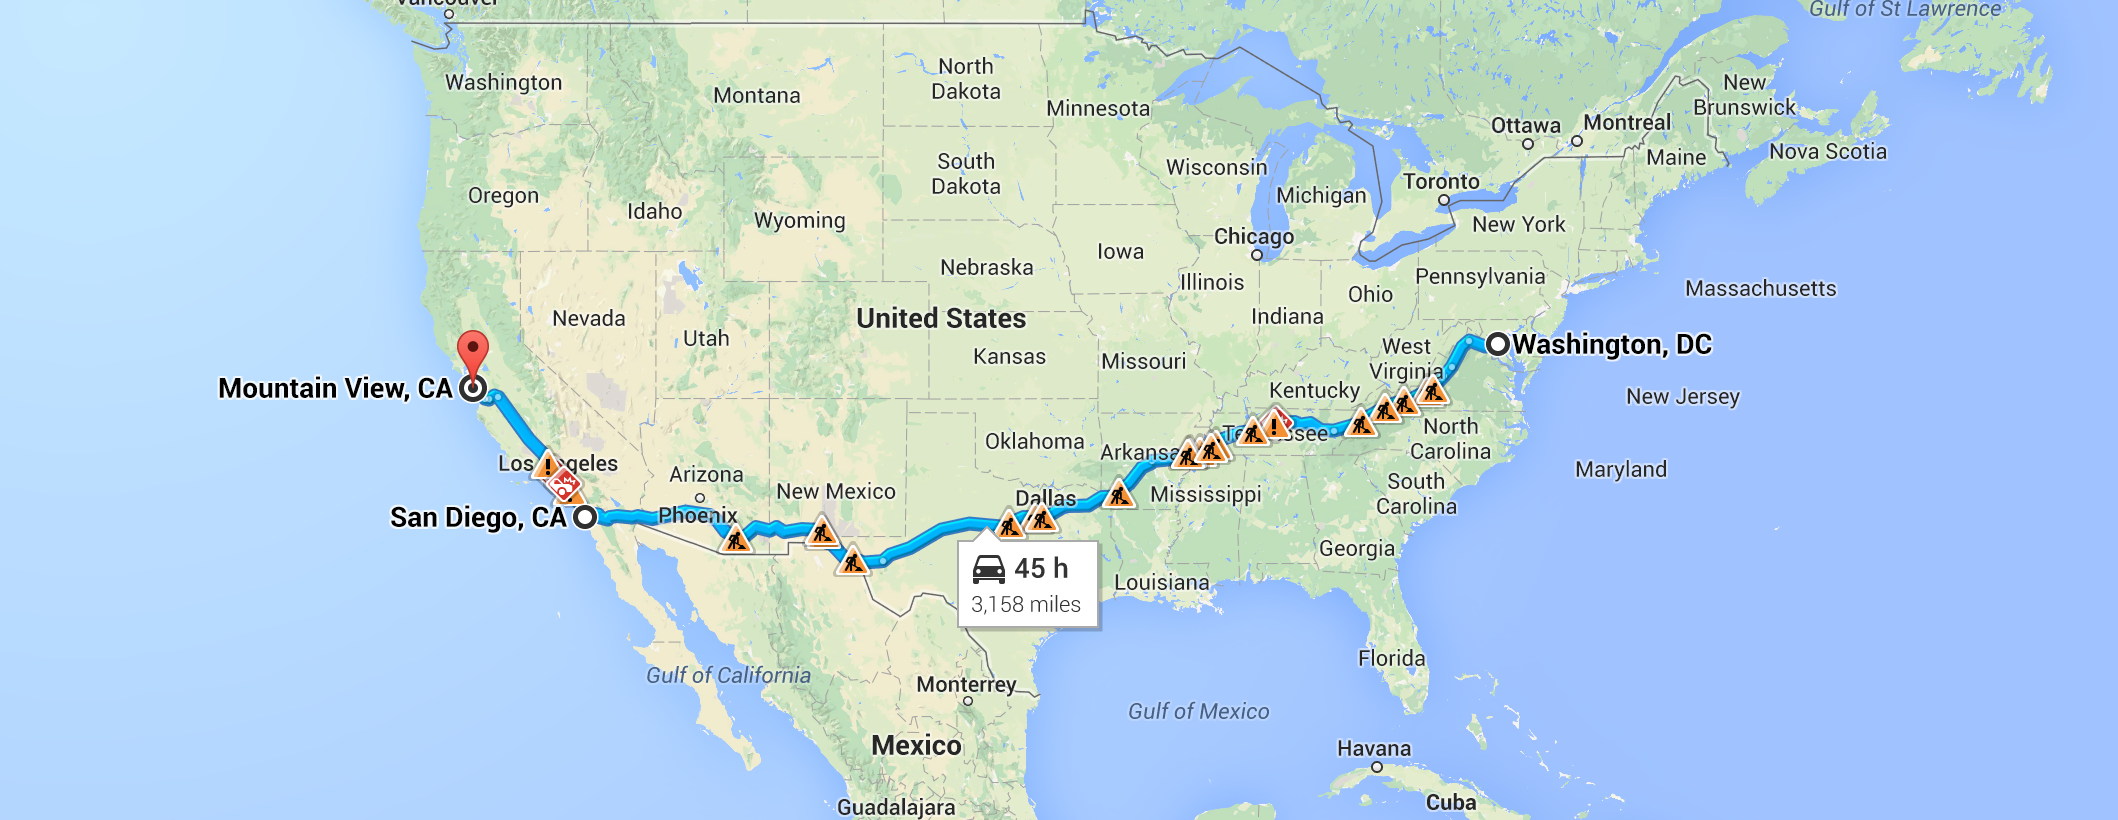 Vancouver
Gulf of St Lawrence
Washington
Montana
North
Dakota
Minnesota
New
Brunswick
Ottawa
Montreal
Nova Scotia
Maine
Wisconsin
Michigan
Toronto
South
Dakota
Oregon
Idaho
Wyoming
New York
Chicago
Iowa
Nebraska
Illinois
Pennsylvania
Ohio
Massachusetts
Indiana
United States
Nevada
Utah
Kansas
Missouri
West
Virginia
Washington, DC
Mountain View, CA
Kentucky
New Jersey
Oklahoma
Arkansa
Te
ssee
North
Carolina
Los
geles
Arizona
New Mexico
Dallas
Mississippi
South
Carolina
Maryland
San Diego, CA
Phoenix
Georgia
45 h
3,158 miles
Louisiana
Florida
Gulf of California
Monterrey
Gulf of Mexico
Mexico
Havana
Guadalajara
Cuba